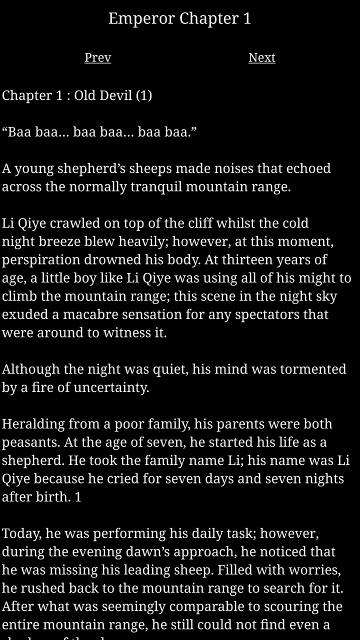 Emperor Chapter 1
Prev Next
Chapter 1 : Old Devil (1)
“Baa baa… baa baa… baa baa.”
A young shepherd’s sheeps made noises that echoed
across the normally tranquil mountain range.
Li Qiye crawled on top of the cliff whilst the cold
night breeze blew heavily; however, at this moment,
perspiration drowned his body. At thirteen years of
age, a little boy like Li Qiye was using all of his might to
climb the mountain range; this scene in the night sky
exuded a macabre sensation for any spectators that
were around to witness it.
Although the night was quiet, his mind was tormented
by a fire of uncertainty.
Heralding from a poor family, his parents were both
peasants. At the age of seven, he started his life as a
shepherd. He took the family name Li; his name was Li
Qiye because he cried for seven days and seven nights
after birth. 1
Today, he was performing his daily task; however,
during the evening dawn’s approach, he noticed that
he was missing his leading sheep. Filled with worries,
he rushed back to the mountain range to search for it.
After what was seemingly comparable to scouring the
entire mountain range, he still could not find even a